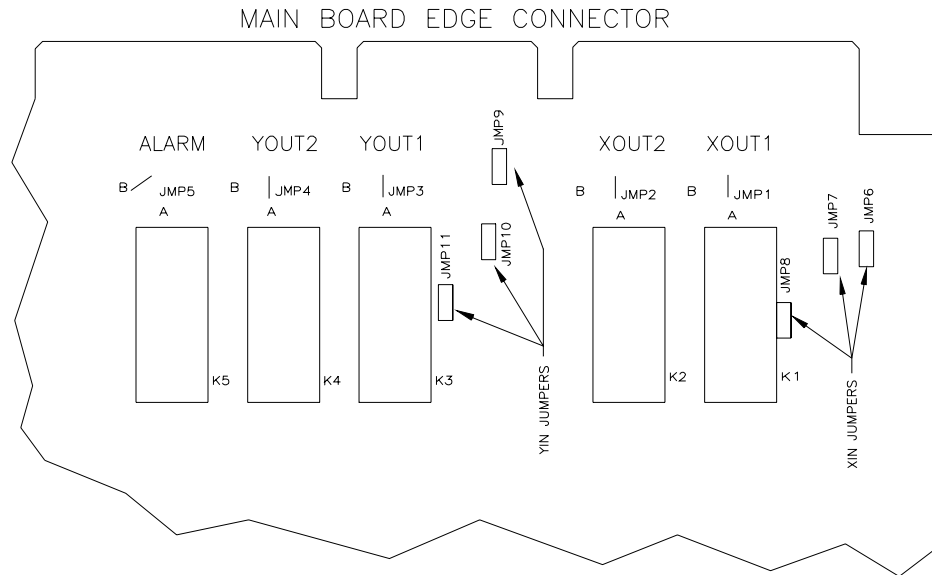 MAIN BOARD EDGE CONNECTOR
ALARM
YOUT2
YOUT1
JMP9
XOUT2
XOUT1
B
JMP5
A
B
JMP4
A
B
JMP3
A
B
JMP2
A
B
JMP1
A
JMP7
JMP6
JMP10
JMP11
JMP8
K5
K4
K3
K2
K1
YIN JUMPERS
XIN JUMPERS